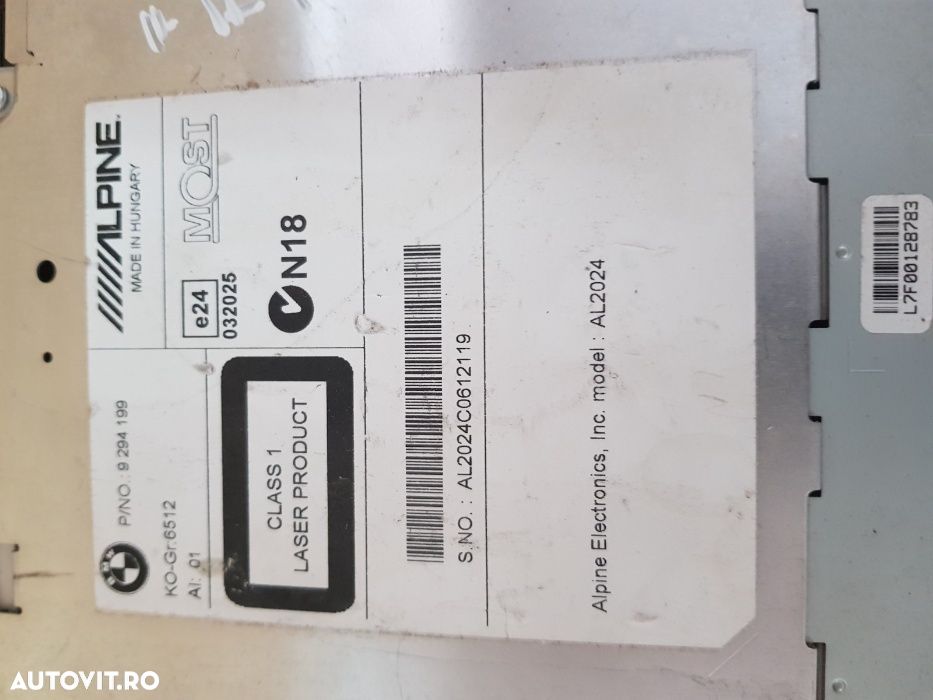 P/NO.: 9 294 199
KO-Gr:6512
AI: 01
ALPINE.
MADE IN HUNGARY
e24
032025
MOST
N18
CLASS 1
LASER PRODUCT
S.NO. : AL2024C0612119
Alpine Electronics, Inc. model : AL2024
L7F00128783
AUTOVIT.RO